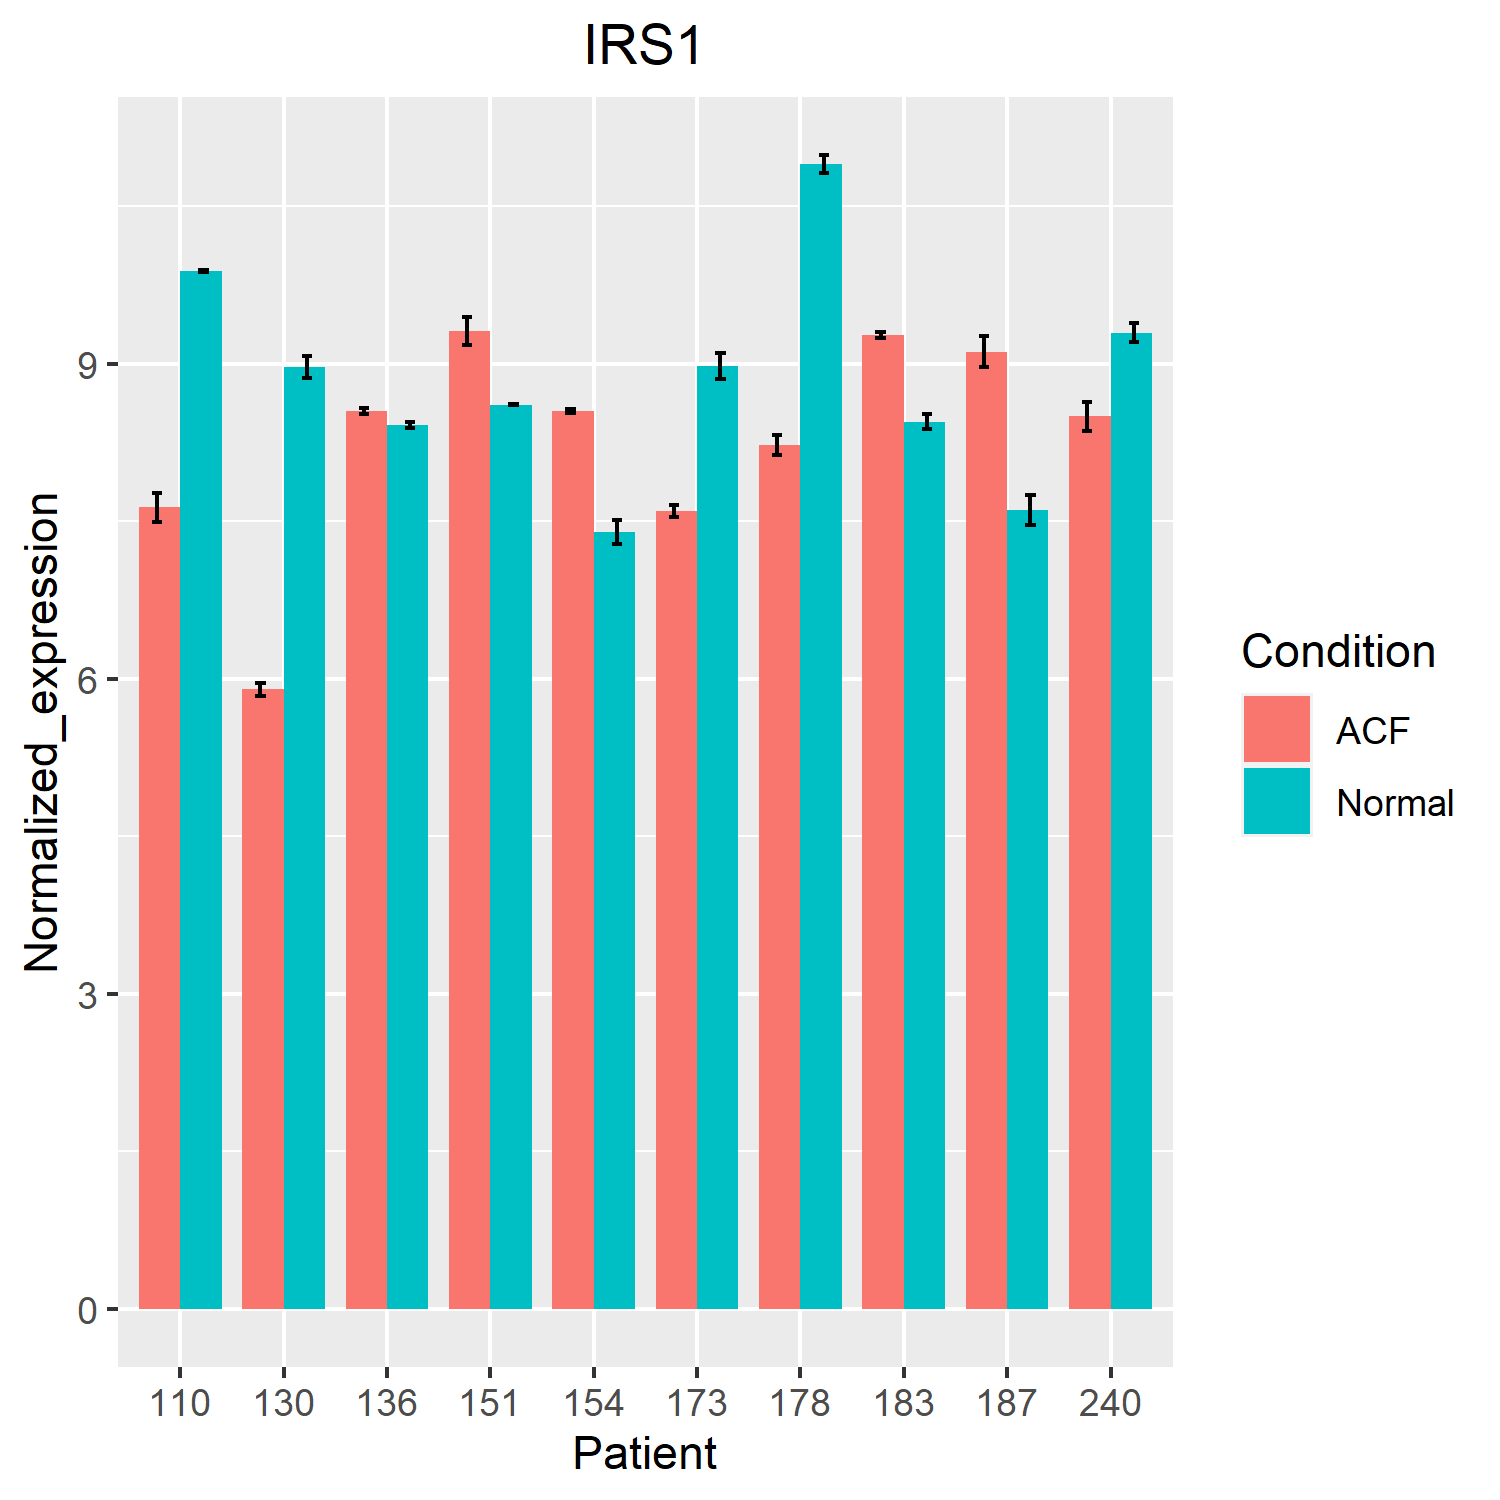 IRS1
Normalized_expression
9
6
3
0
110 130 136 151 154 173 178 183 187 240
Patient
Condition
ACF
Normal